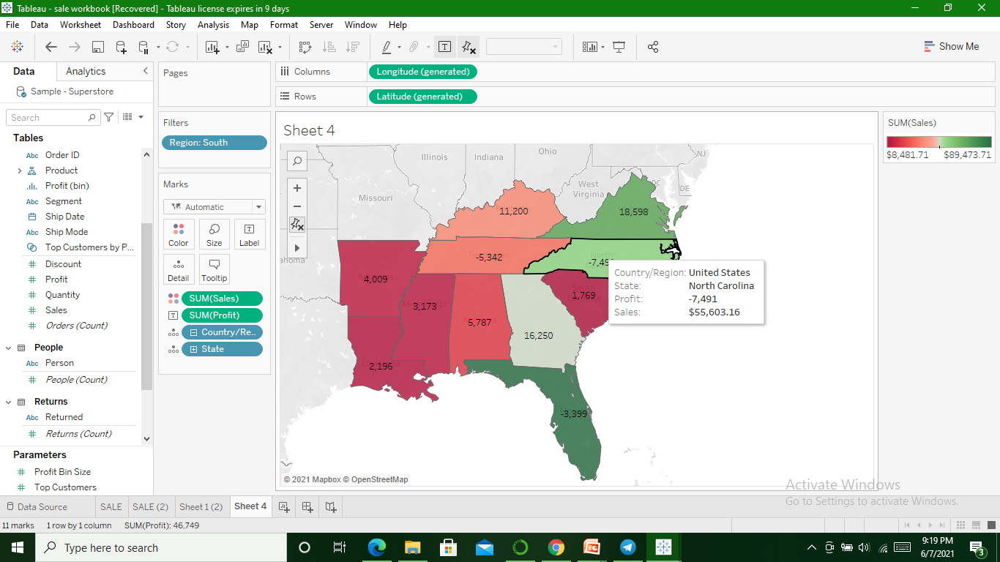 Tableau - sale workbook [Recovered] - Tableau license expires in 9 days
File Data Worksheet Dashboard Story Analysis Map Format Server Window Help
Show Me
Data Analytics
Sample - Superstore
Search
Tables
Abc Order ID
Product
Profit (bin)
Abc Segment
Ship Date
Abc Ship Mode
Top Customers by P...
# Discount
# Profit
# Quantity
# Sales
# Orders (Count)
People
Abc Person
# People (Count)
Returns
Abc Returned
# Returns (Count)
Parameters
# Profit Bin Size
# Top Customers
Pages
Filters
Region: South
Marks
Automatic
Color Size Label
Detail Tooltip
SUM(Sales)
SUM(Profit)
Country/Re..
State
Columns Longitude (generated)
Rows Latitude (generated)
Sheet 4
Illinois Indiana Ohio NJ
Missouri West Virginia DC DE
11,200 18,598
ahoma -5,342 North
4,009 3,173 5,787 16,250 1,769
2,196
-3,399
Country/Region: United States
State: North Carolina
Profit: -7,491
Sales: $55,603.16
© 2021 Mapbox © OpenStreetMap
SUM(Sales)
$8,481.71 $89,473.71
Activate Windows
Go to Settings to activate Windows.
Data Source SALE SALE (2) Sheet 1 (2) Sheet 4
11 marks 1 row by 1 column SUM(Profit): 46,749
Type here to search
9:19 PM
6/7/2021
3